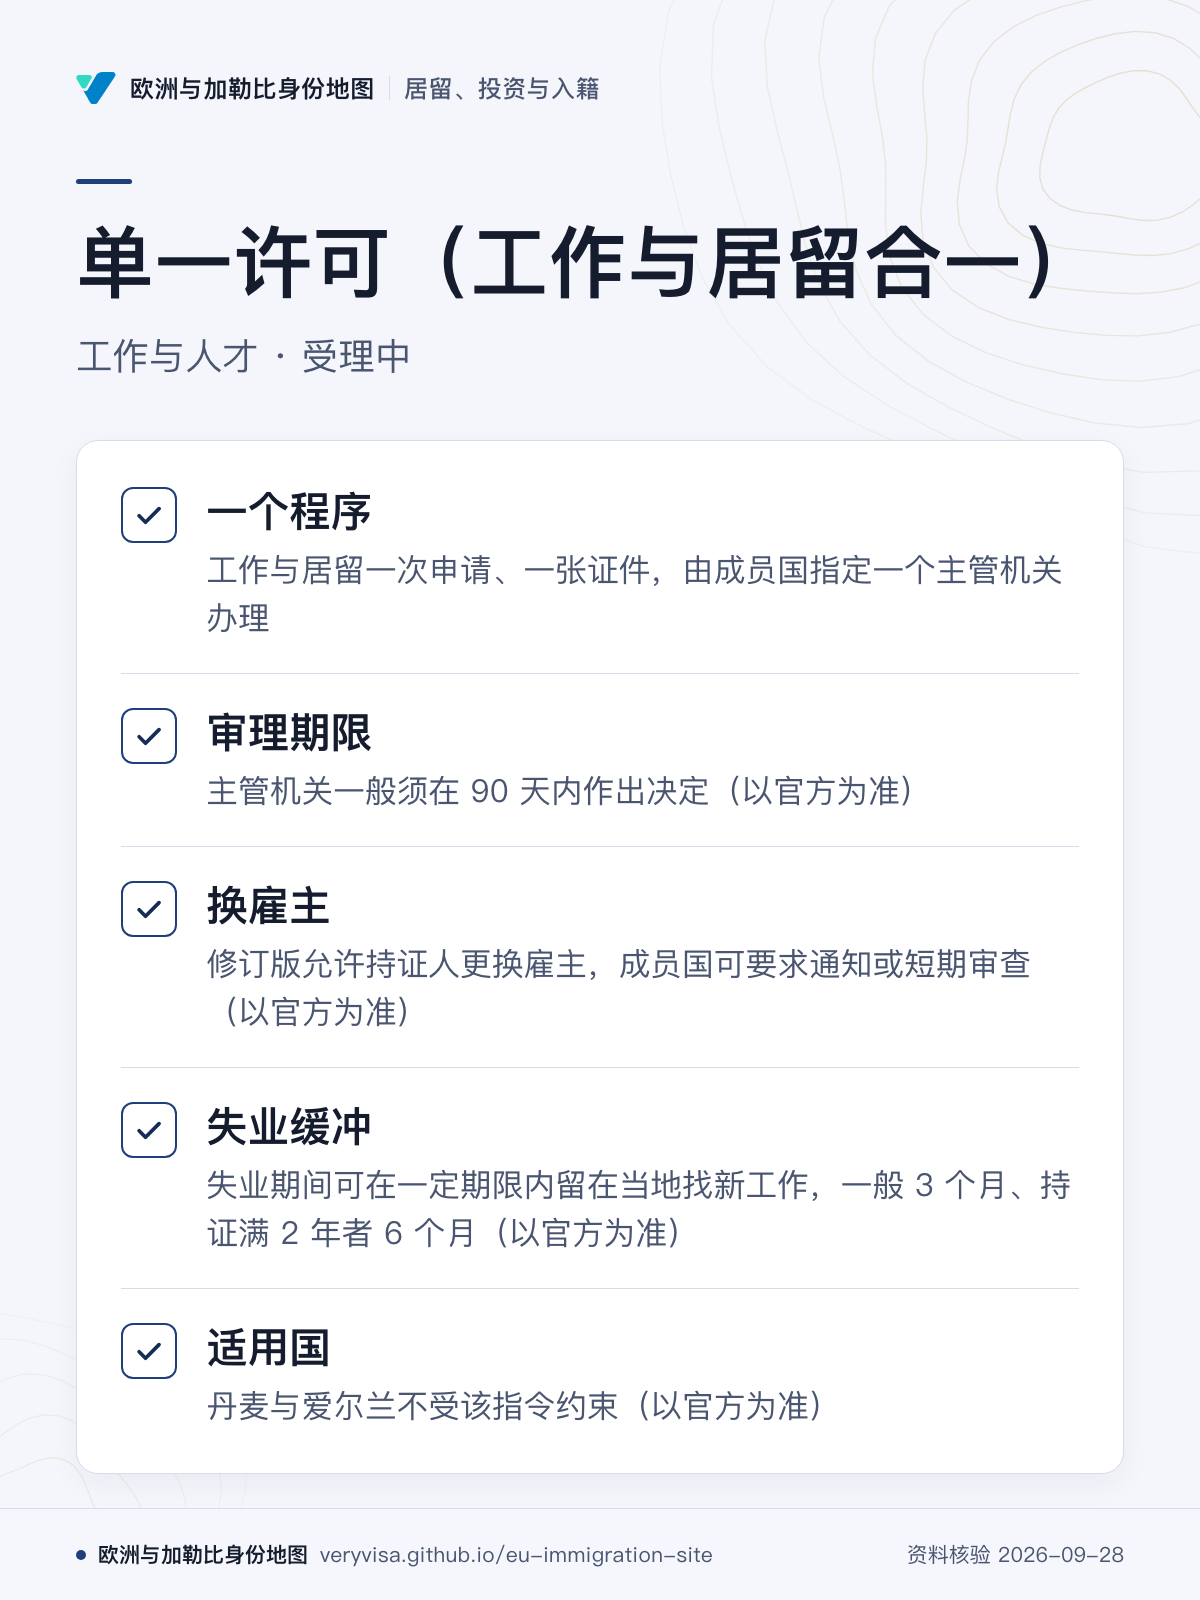 欧洲与加勒比身份地图 居留、投资与入籍
单一许可（工作与居留合一）
工作与人才 · 受理中
一个程序
工作与居留一次申请、一张证件，由成员国指定一个主管机关
办理
审理期限
主管机关一般须在 90 天内作出决定（以官方为准）
换雇主
修订版允许持证人更换雇主，成员国可要求通知或短期审查
（以官方为准）
失业缓冲
失业期间可在一定期限内留在当地找新工作，一般 3 个月、持
证满 2 年者 6 个月（以官方为准）
适用国
丹麦与爱尔兰不受该指令约束（以官方为准）
欧洲与加勒比身份地图 veryvisa.github.io/eu-immigration-site 资料核验 2026-09-28